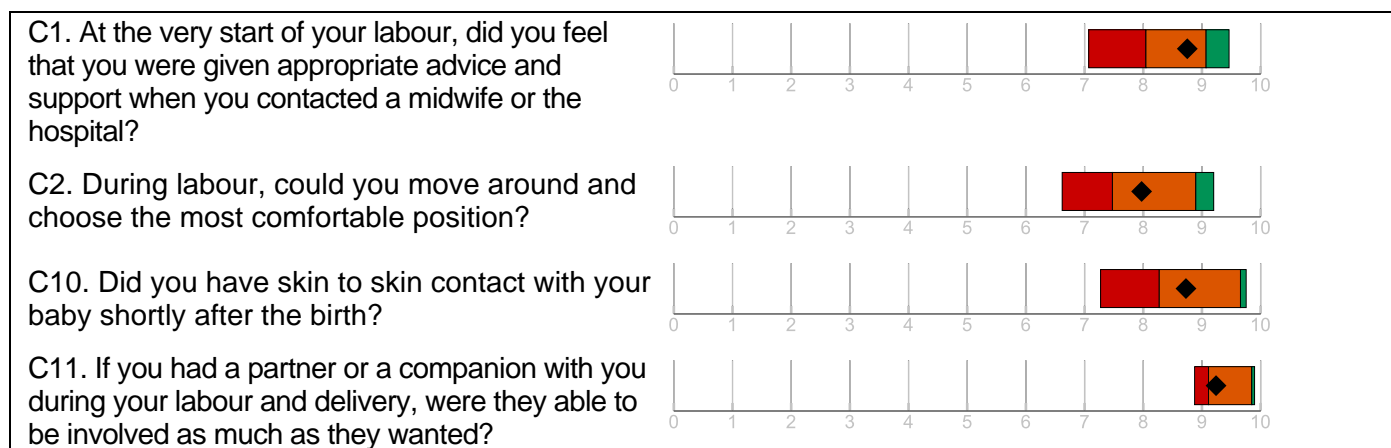 C1. At the very start of your labour, did you feel
that you were given appropriate advice and
support when you contacted a midwife or the
hospital?
0 1 2 3 4 5 6 7 8 9 10
C2. During labour, could you move around and
choose the most comfortable position?
0 1 2 3 4 5 6 7 8 9 10
C10. Did you have skin to skin contact with your
baby shortly after the birth?
0 1 2 3 4 5 6 7 8 9 10
C11. If you had a partner or a companion with you
during your labour and delivery, were they able to
be involved as much as they wanted?
0 1 2 3 4 5 6 7 8 9 10